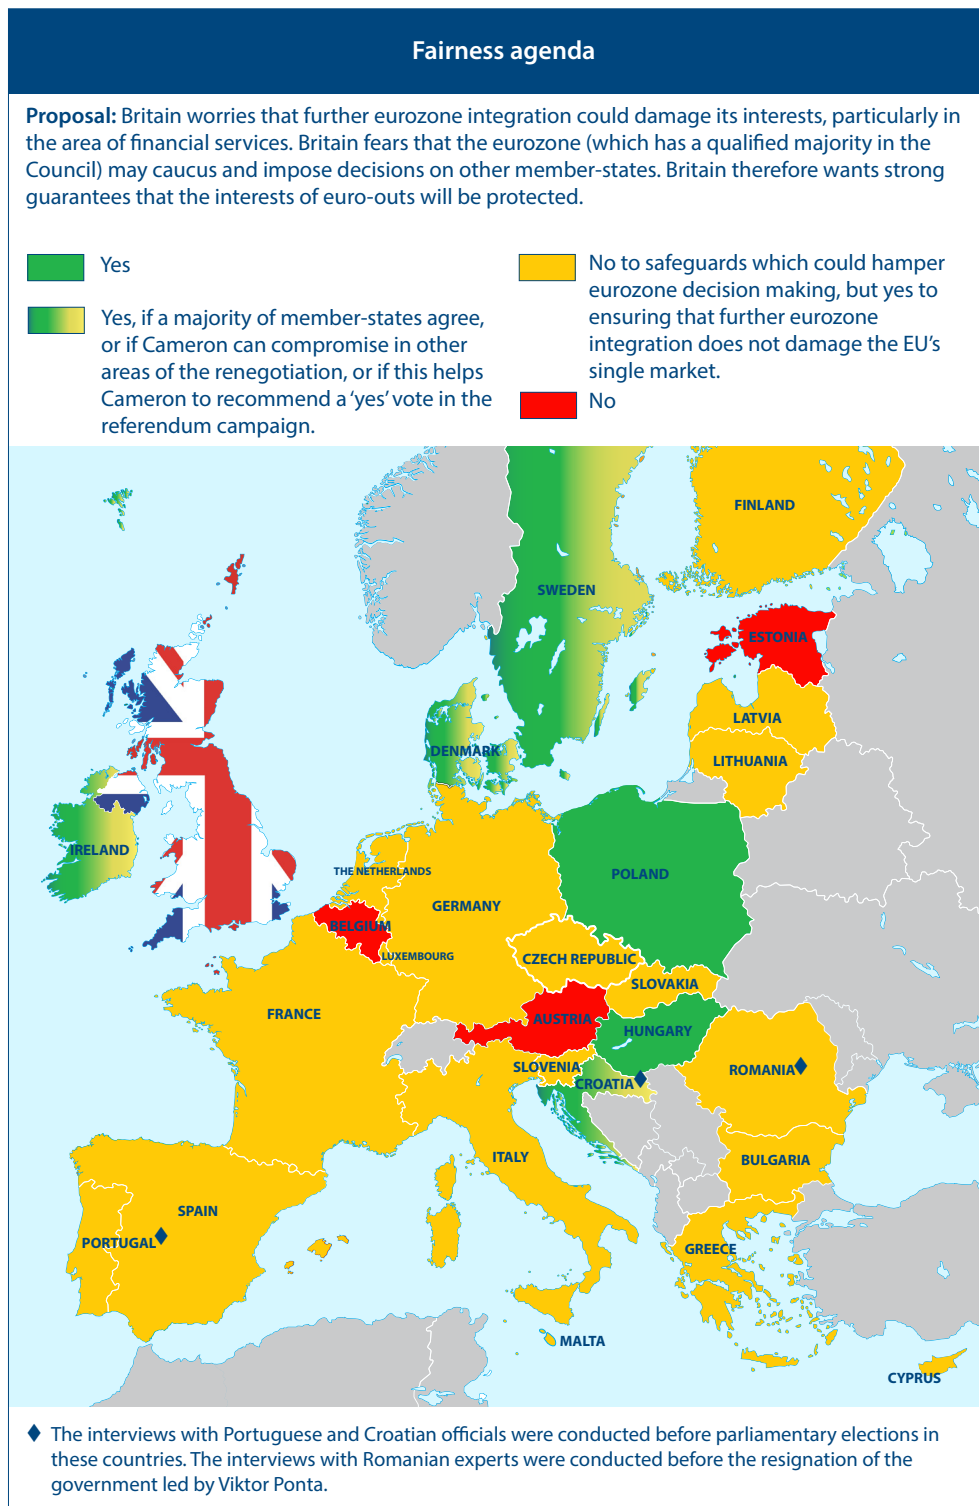 Fairness agenda
Proposal: Britain worries that further eurozone integration could damage its interests, particularly in
the area of financial services. Britain fears that the eurozone (which has a qualified majority in the
Council) may caucus and impose decisions on other member-states. Britain therefore wants strong
guarantees that the interests of euro-outs will be protected.
Yes
Yes, if a majority of member-states agree,
or if Cameron can compromise in other
areas of the renegotiation, or if this helps
Cameron to recommend a ‘yes’ vote in the
referendum campaign.
No to safeguards which could hamper
eurozone decision making, but yes to
ensuring that further eurozone
integration does not damage the EU’s
single market.
No
FINLAND
SWEDEN
ESTONIA
LATVIA
DENMARK
LITHUANIA
IRELAND
THE NETHERLANDS
POLAND
GERMANY
BELGIUM
LUXEMBOURG
CZECH REPUBLIC
SLOVAKIA
FRANCE
AUSTRIA
HUNGARY
SLOVENIA
CROATIA
ROMANIA
ITALY
BULGARIA
SPAIN
PORTUGAL
GREECE
MALTA
CYPRUS
The interviews with Portuguese and Croatian officials were conducted before parliamentary elections in
these countries. The interviews with Romanian experts were conducted before the resignation of the
government led by Viktor Ponta.